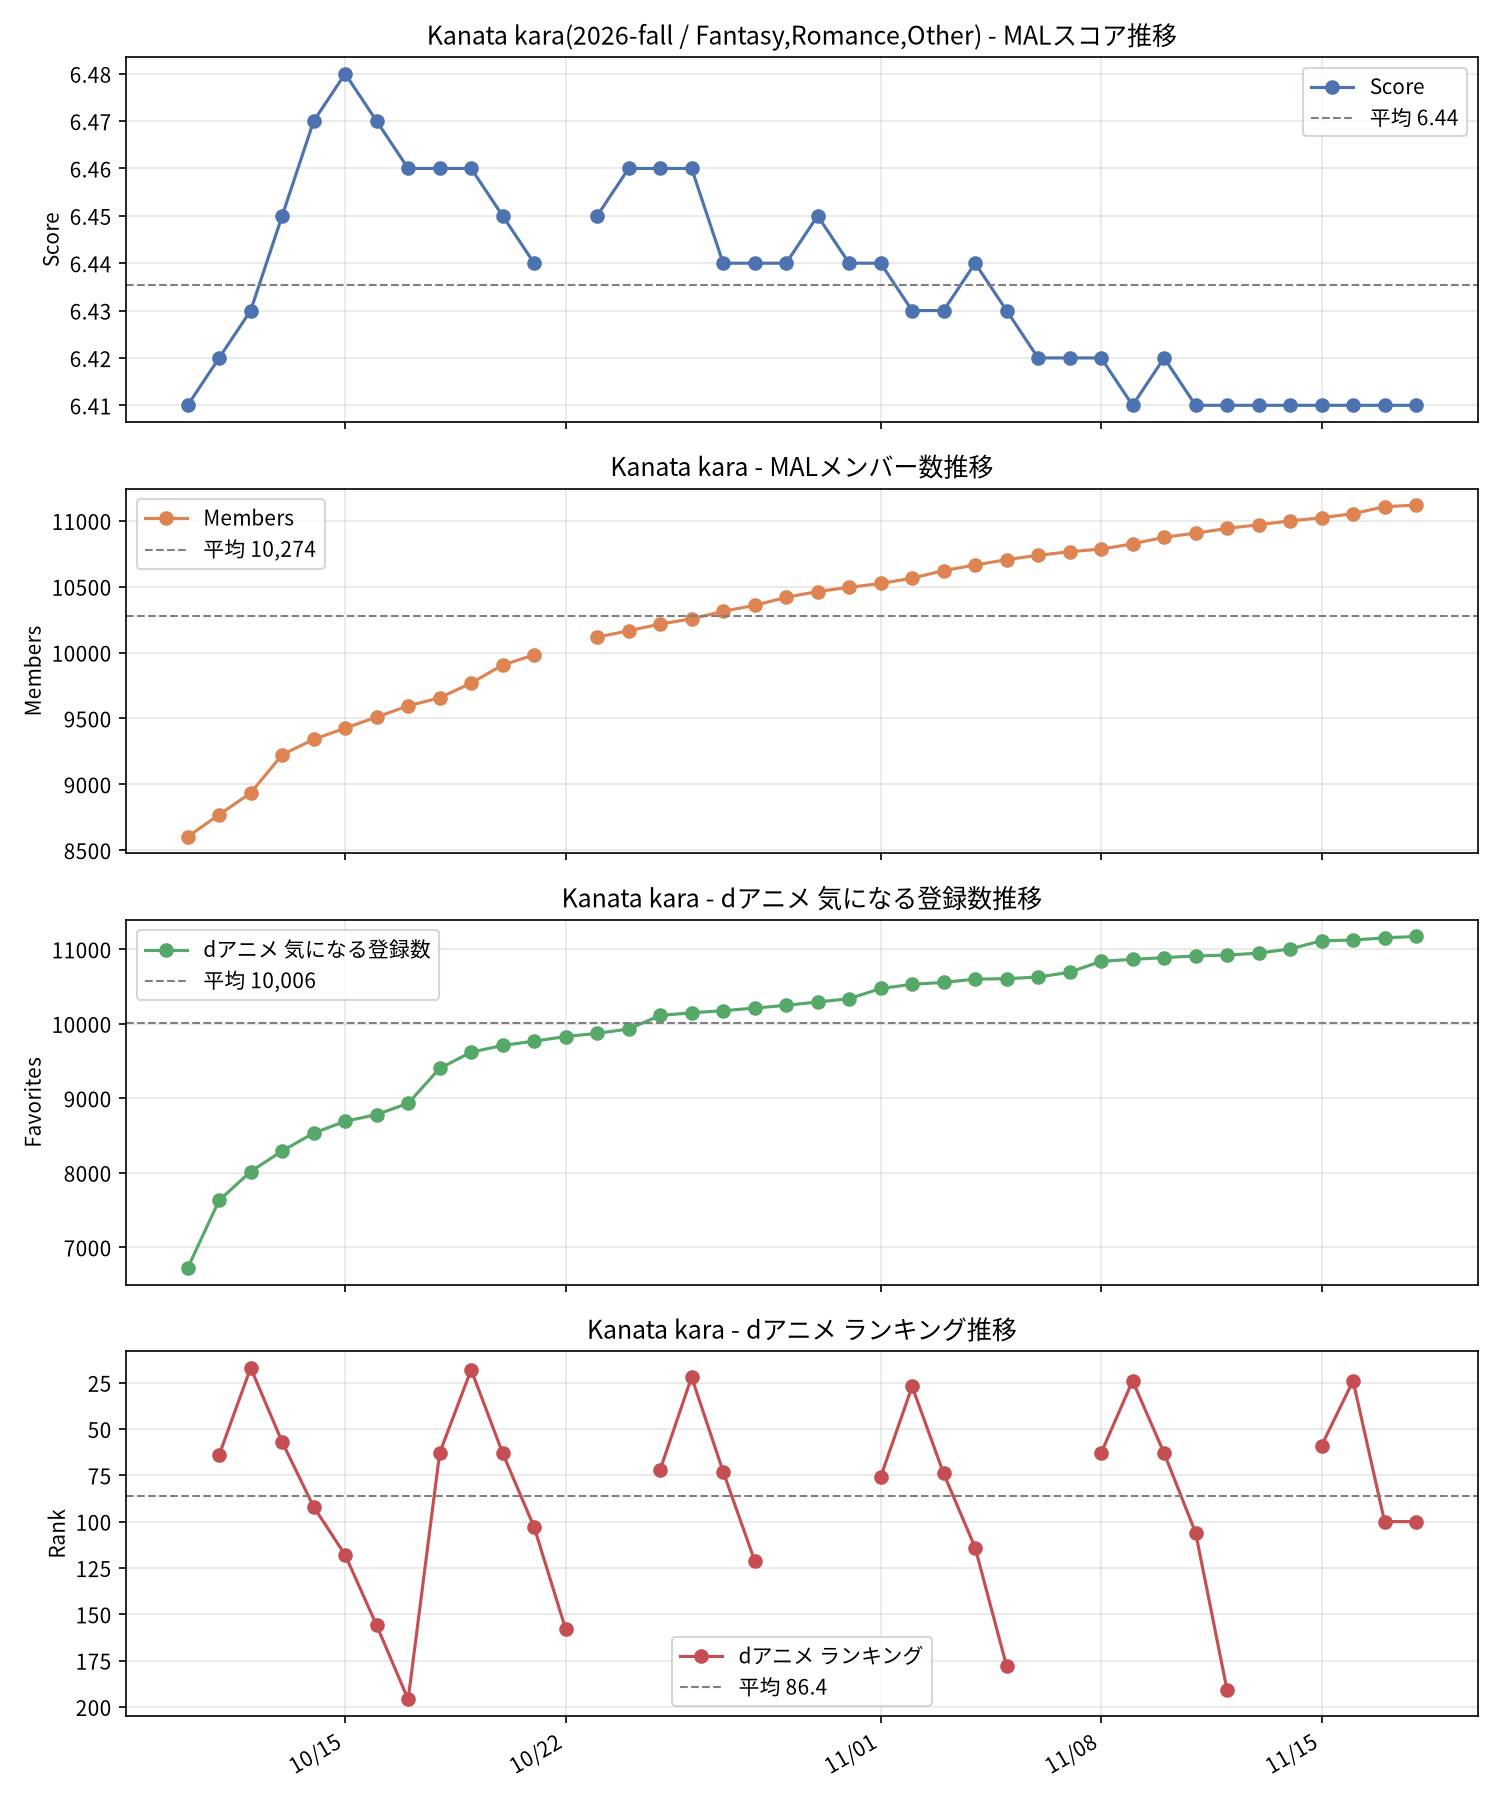 Kanata kara(2026-fall / Fantasy,Romance,Other) - MALスコア推移
6.48
6.47
6.46
6.45
6.44
6.43
6.42
6.41
Score
Score
平均 6.44
Kanata kara - MALメンバー数推移
11000
10500
10000
9500
9000
8500
Members
Members
平均 10,274
Kanata kara - dアニメ 気になる登録数推移
11000
10000
9000
8000
7000
Favorites
dアニメ 気になる登録数
平均 10,006
Kanata kara - dアニメ ランキング推移
25
50
75
100
125
150
175
200
Rank
dアニメ ランキング
平均 86.4
10/15
10/22
11/01
11/08
11/15